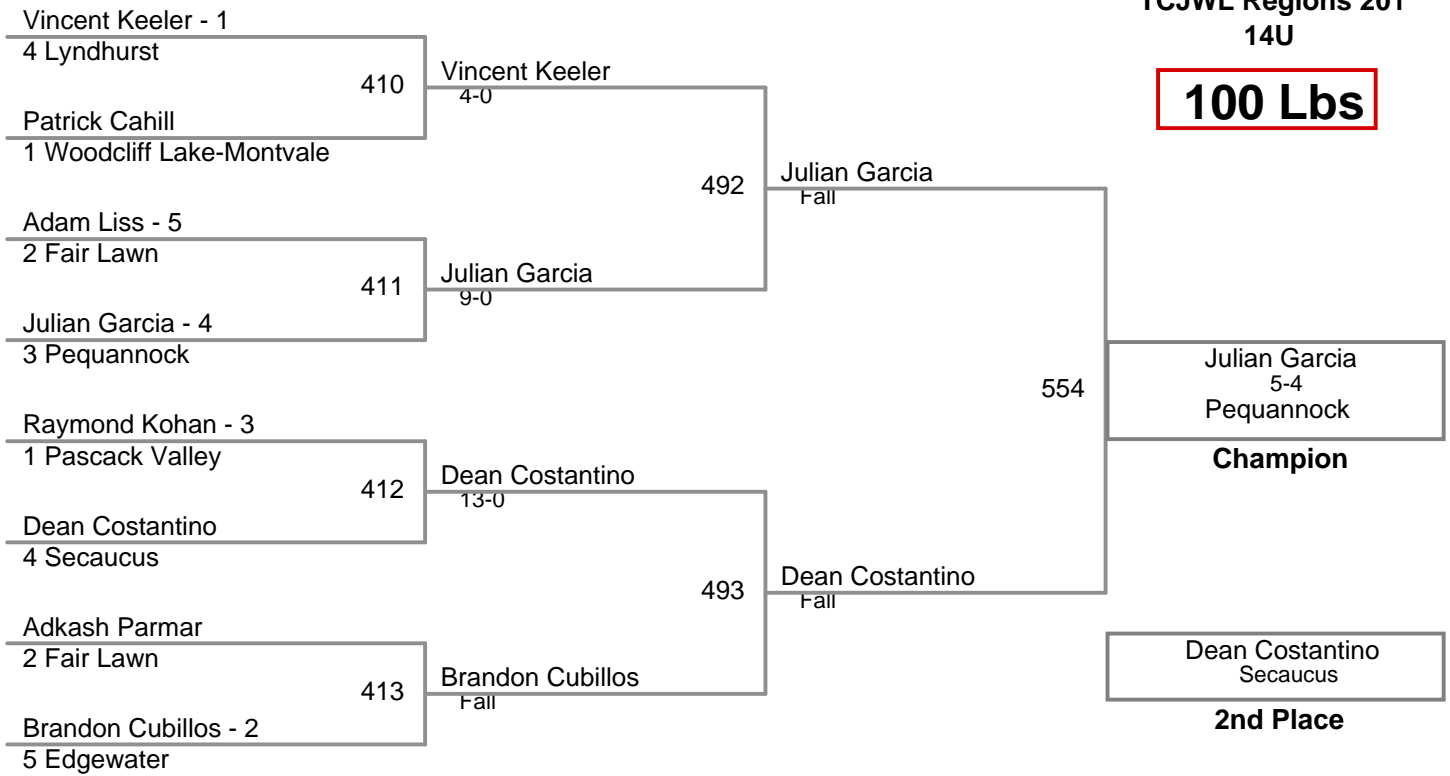 TCJWL Regions 201
14U
100 Lbs
Vincent Keeler - 1
4 Lyndhurst
410
Patrick Cahill
1 Woodcliff Lake-Montvale
Adam Liss - 5
2 Fair Lawn
411
Julian Garcia - 4
3 Pequannock
Raymond Kohan - 3
1 Pascack Valley
412
Dean Costantino
4 Secaucus
Adkash Parmar
2 Fair Lawn
413
Brandon Cubillos - 2
5 Edgewater
Vincent Keeler
4-0
492
Julian Garcia
9-0
Dean Costantino
13-0
493
Brandon Cubillos
Fall
Julian Garcia
Fall
554
Dean Costantino
Fall
Julian Garcia
5-4
Pequannock
Champion
Dean Costantino
Secaucus
2nd Place